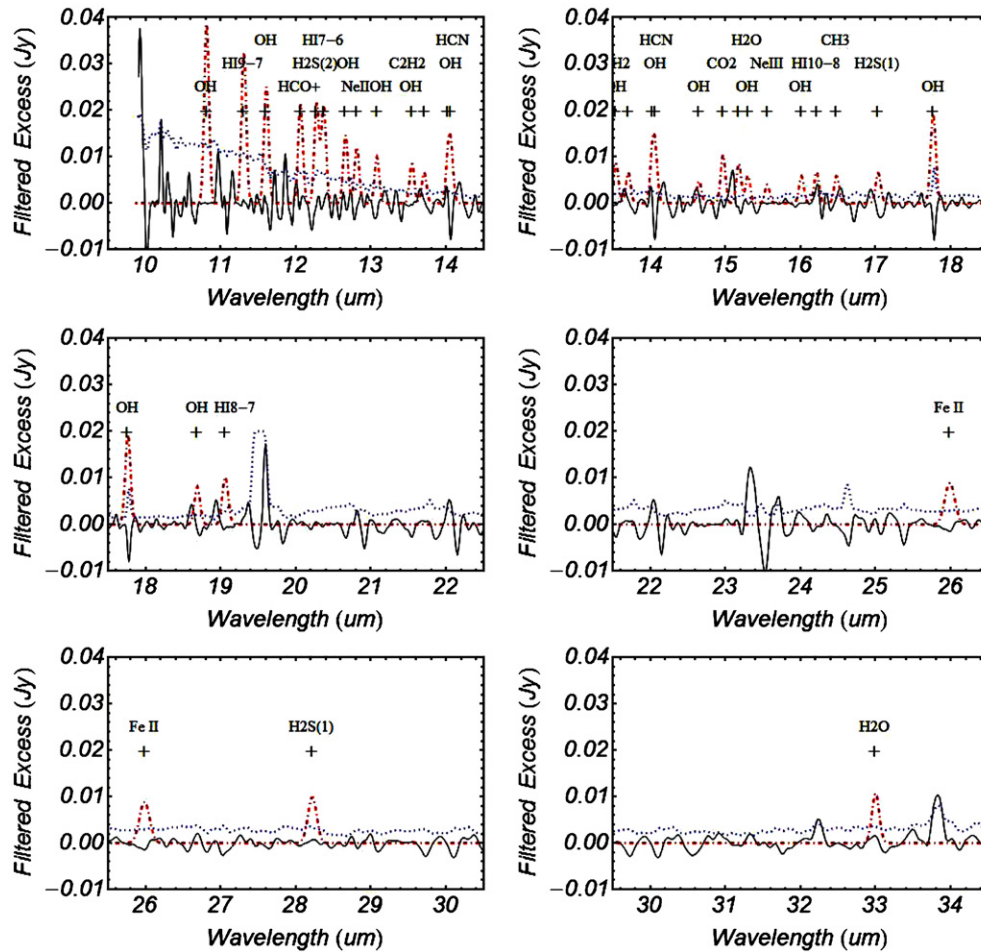 Filtered Excess (Jy)
0.04
0.03
0.02
0.01
0.00
−0.01
OH HI7−6 HCN
HI9−7 H2S(2)OH C2H2 OH
OH HCO+ NeIIOH OH
10 11 12 13 14
Wavelength (um)
Filtered Excess (Jy)
0.04
0.03
0.02
0.01
0.00
−0.01
HCN H2O CH3
H2 OH CO2 NeIII HI10−8 H2S(1)
H OH OH OH OH
14 15 16 17 18
Wavelength (um)
Filtered Excess (Jy)
0.04
0.03
0.02
0.01
0.00
−0.01
OH OH HI8−7
18 19 20 21 22
Wavelength (um)
Filtered Excess (Jy)
0.04
0.03
0.02
0.01
0.00
−0.01
Fe II
22 23 24 25 26
Wavelength (um)
Filtered Excess (Jy)
0.04
0.03
0.02
0.01
0.00
−0.01
Fe II H2S(1)
26 27 28 29 30
Wavelength (um)
Filtered Excess (Jy)
0.04
0.03
0.02
0.01
0.00
−0.01
H2O
30 31 32 33 34
Wavelength (um)